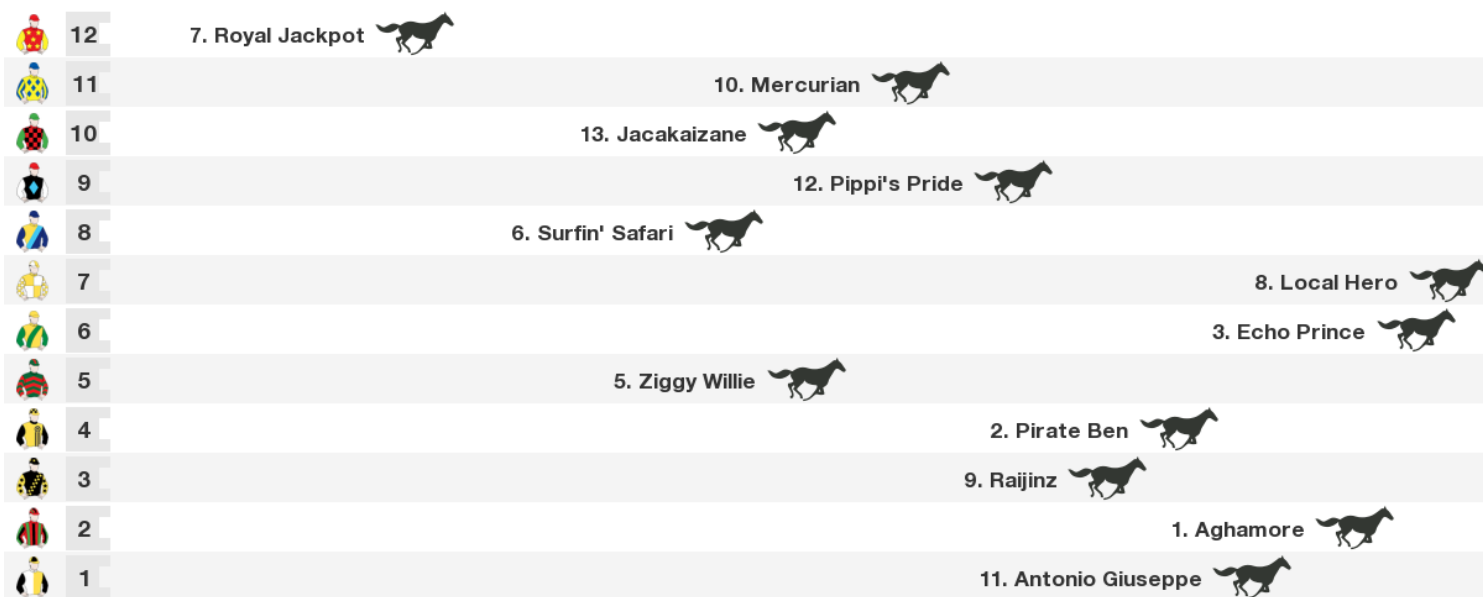 12 7. Royal Jackpot
11 10. Mercurian
10 13. Jacakaizane
9 12. Pippi's Pride
8 6. Surfin' Safari
7 8. Local Hero
6 3. Echo Prince
5 5. Ziggy Willie
4 2. Pirate Ben
3 9. Raijinz
2 1. Aghamore
1 11. Antonio Giuseppe